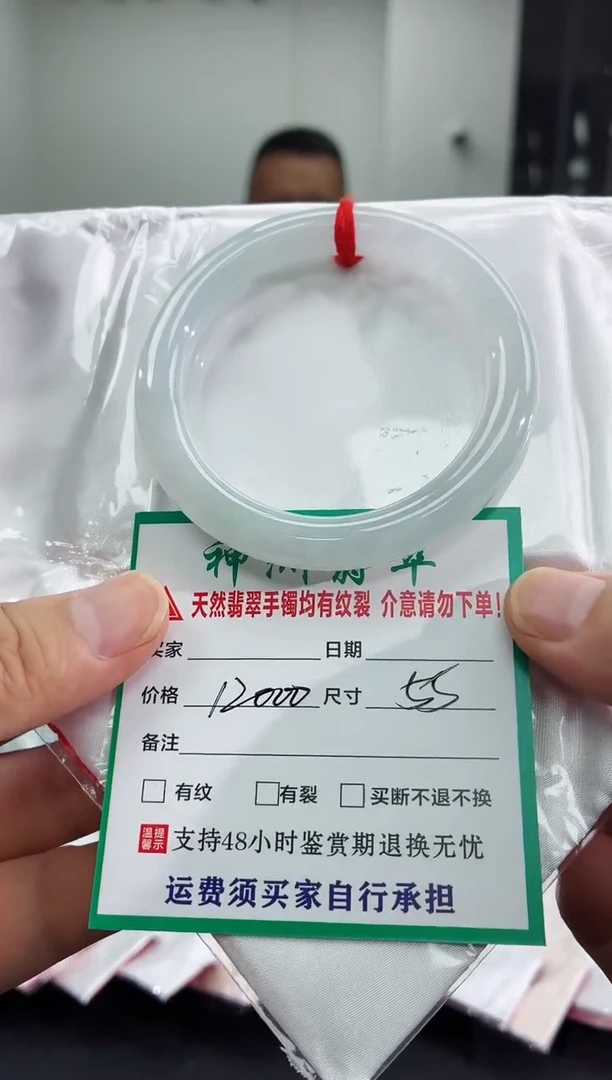 天然翡翠手镯均有纹裂 介意请勿下单!
买家 日期
价格 12000 尺寸 55
备注
有纹 有裂 买断不退不换
温馨提示 支持48小时鉴赏期退换无忧
运费须买家自行承担